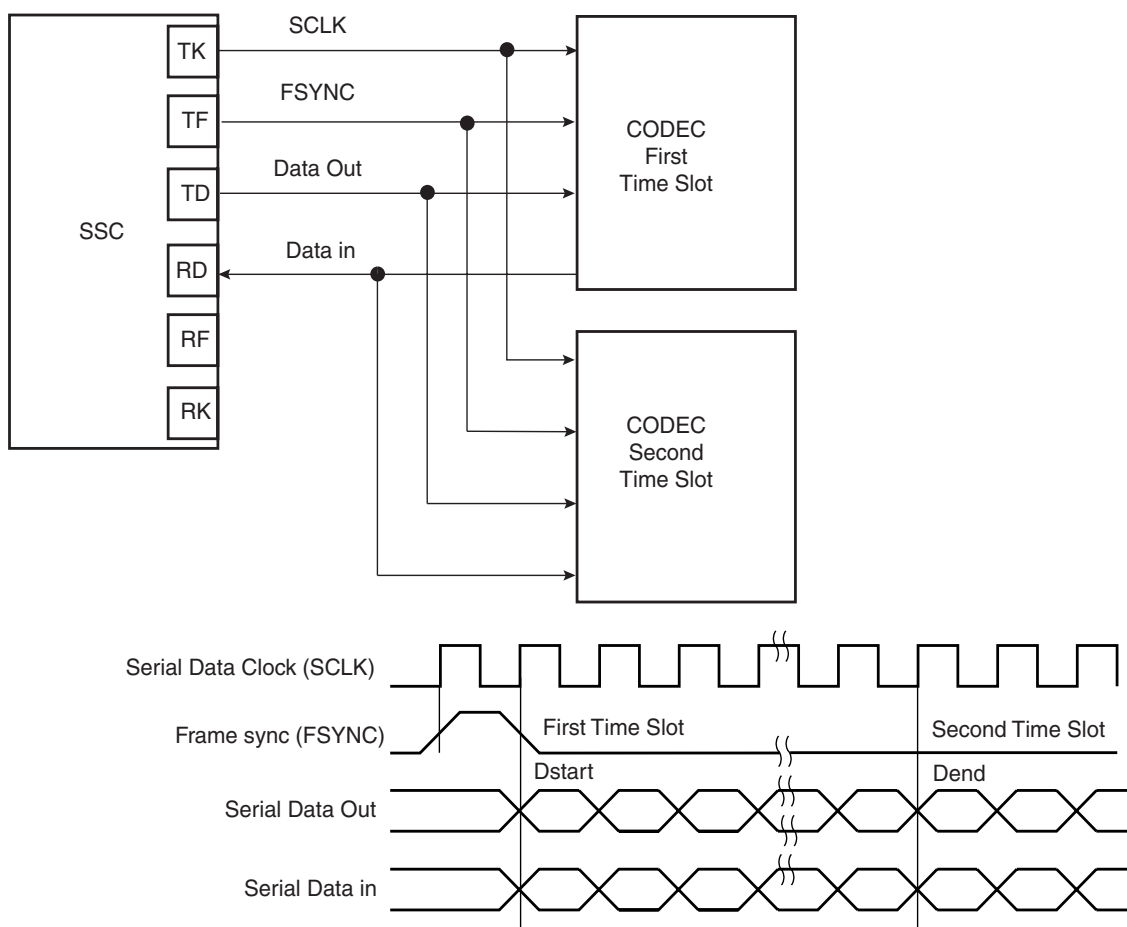 SCLK
TK
FSYNC
TF
CODEC
First
Time Slot
Data Out
TD
SSC
Data in
RD
RF
RK
CODEC
Second
Time Slot
Serial Data Clock (SCLK)
Frame sync (FSYNC)
First Time Slot
Second Time Slot
Dstart
Dend
Serial Data Out
Serial Data in